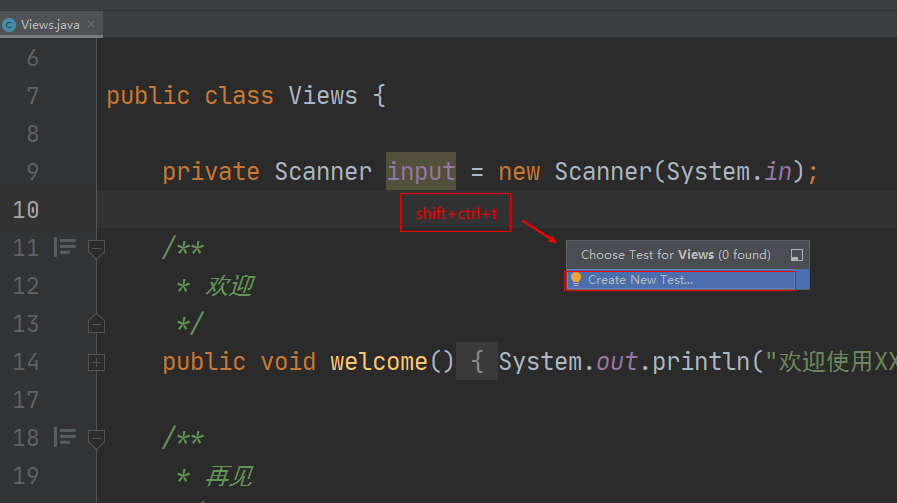 Views.java
6
7 public class Views {
8
9 private Scanner input = new Scanner(System.in);
10
shift+ctrl+t
Choose Test for Views (0 found)
Create New Test...
11 /**
12 * 欢迎
13 */
14 public void welcome() { System.out.println("欢迎使用XX
17
18 /**
19 * 再见